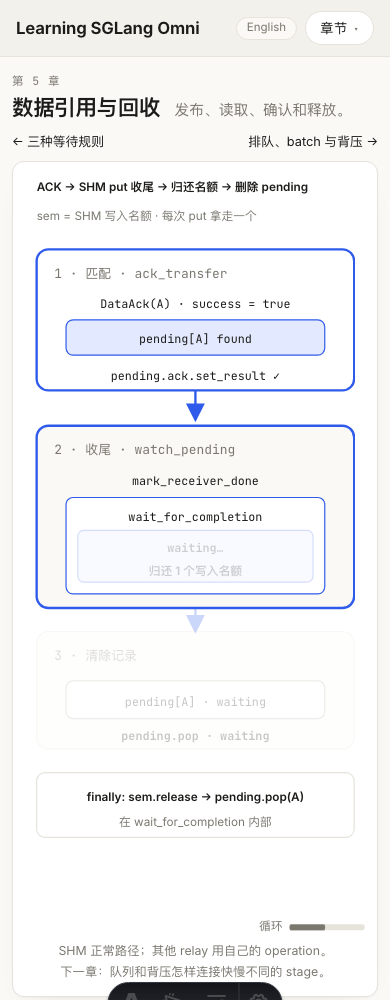 Learning SGLang Omni
English
章节
第 5 章
数据引用与回收 发布、读取、确认和释放。
← 三种等待规则
排队、batch 与背压 →
ACK → SHM put 收尾 → 归还名额 → 删除 pending
sem = SHM 写入名额 · 每次 put 拿走一个
1 · 匹配 · ack_transfer
DataAck(A) · success = true
pending[A] found
pending.ack.set_result ✓
2 · 收尾 · watch_pending
mark_receiver_done
wait_for_completion
waiting…
归还 1 个写入名额
3 · 清除记录
pending[A] · waiting
pending.pop · waiting
finally: sem.release → pending.pop(A)
在 wait_for_completion 内部
循环
SHM 正常路径；其他 relay 用自己的 operation。
下一章：队列和背压怎样连接快慢不同的 stage。